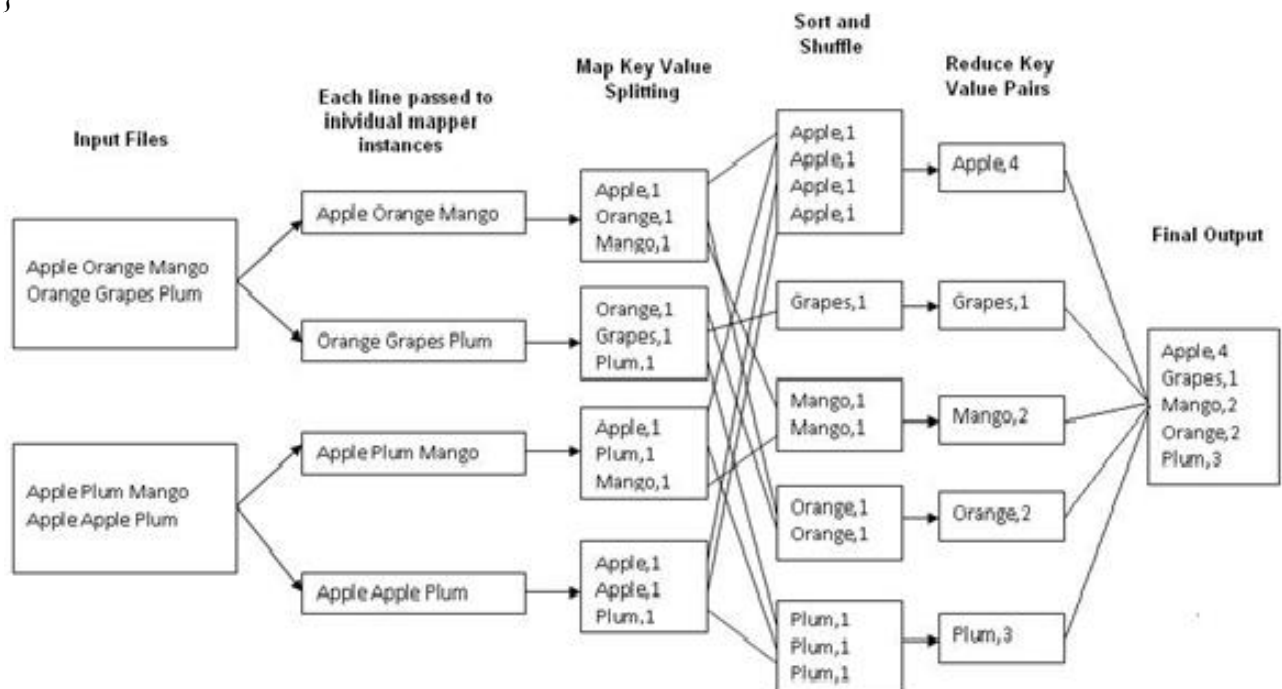 }
Input Files
Apple Orange Mango
Orange Grapes Plum
Apple Plum Mango
Apple Apple Plum
Each line passed to
inividual mapper
instances
Apple Orange Mango
Orange Grapes Plum
Apple Plum Mango
Apple Apple Plum
Map Key Value
Splitting
Apple,1
Orange,1
Mango,1
Orange,1
Grapes,1
Plum,1
Apple,1
Plum,1
Mango,1
Apple,1
Apple,1
Plum,1
Sort and
Shuffle
Apple,1
Apple,1
Apple,1
Apple,1
Grapes,1
Mango,1
Mango,1
Orange,1
Orange,1
Plum,1
Plum,1
Plum,1
Reduce Key
Value Pairs
Apple,4
Grapes,1
Mango,2
Orange,2
Plum,3
Final Output
Apple,4
Grapes,1
Mango,2
Orange,2
Plum,3